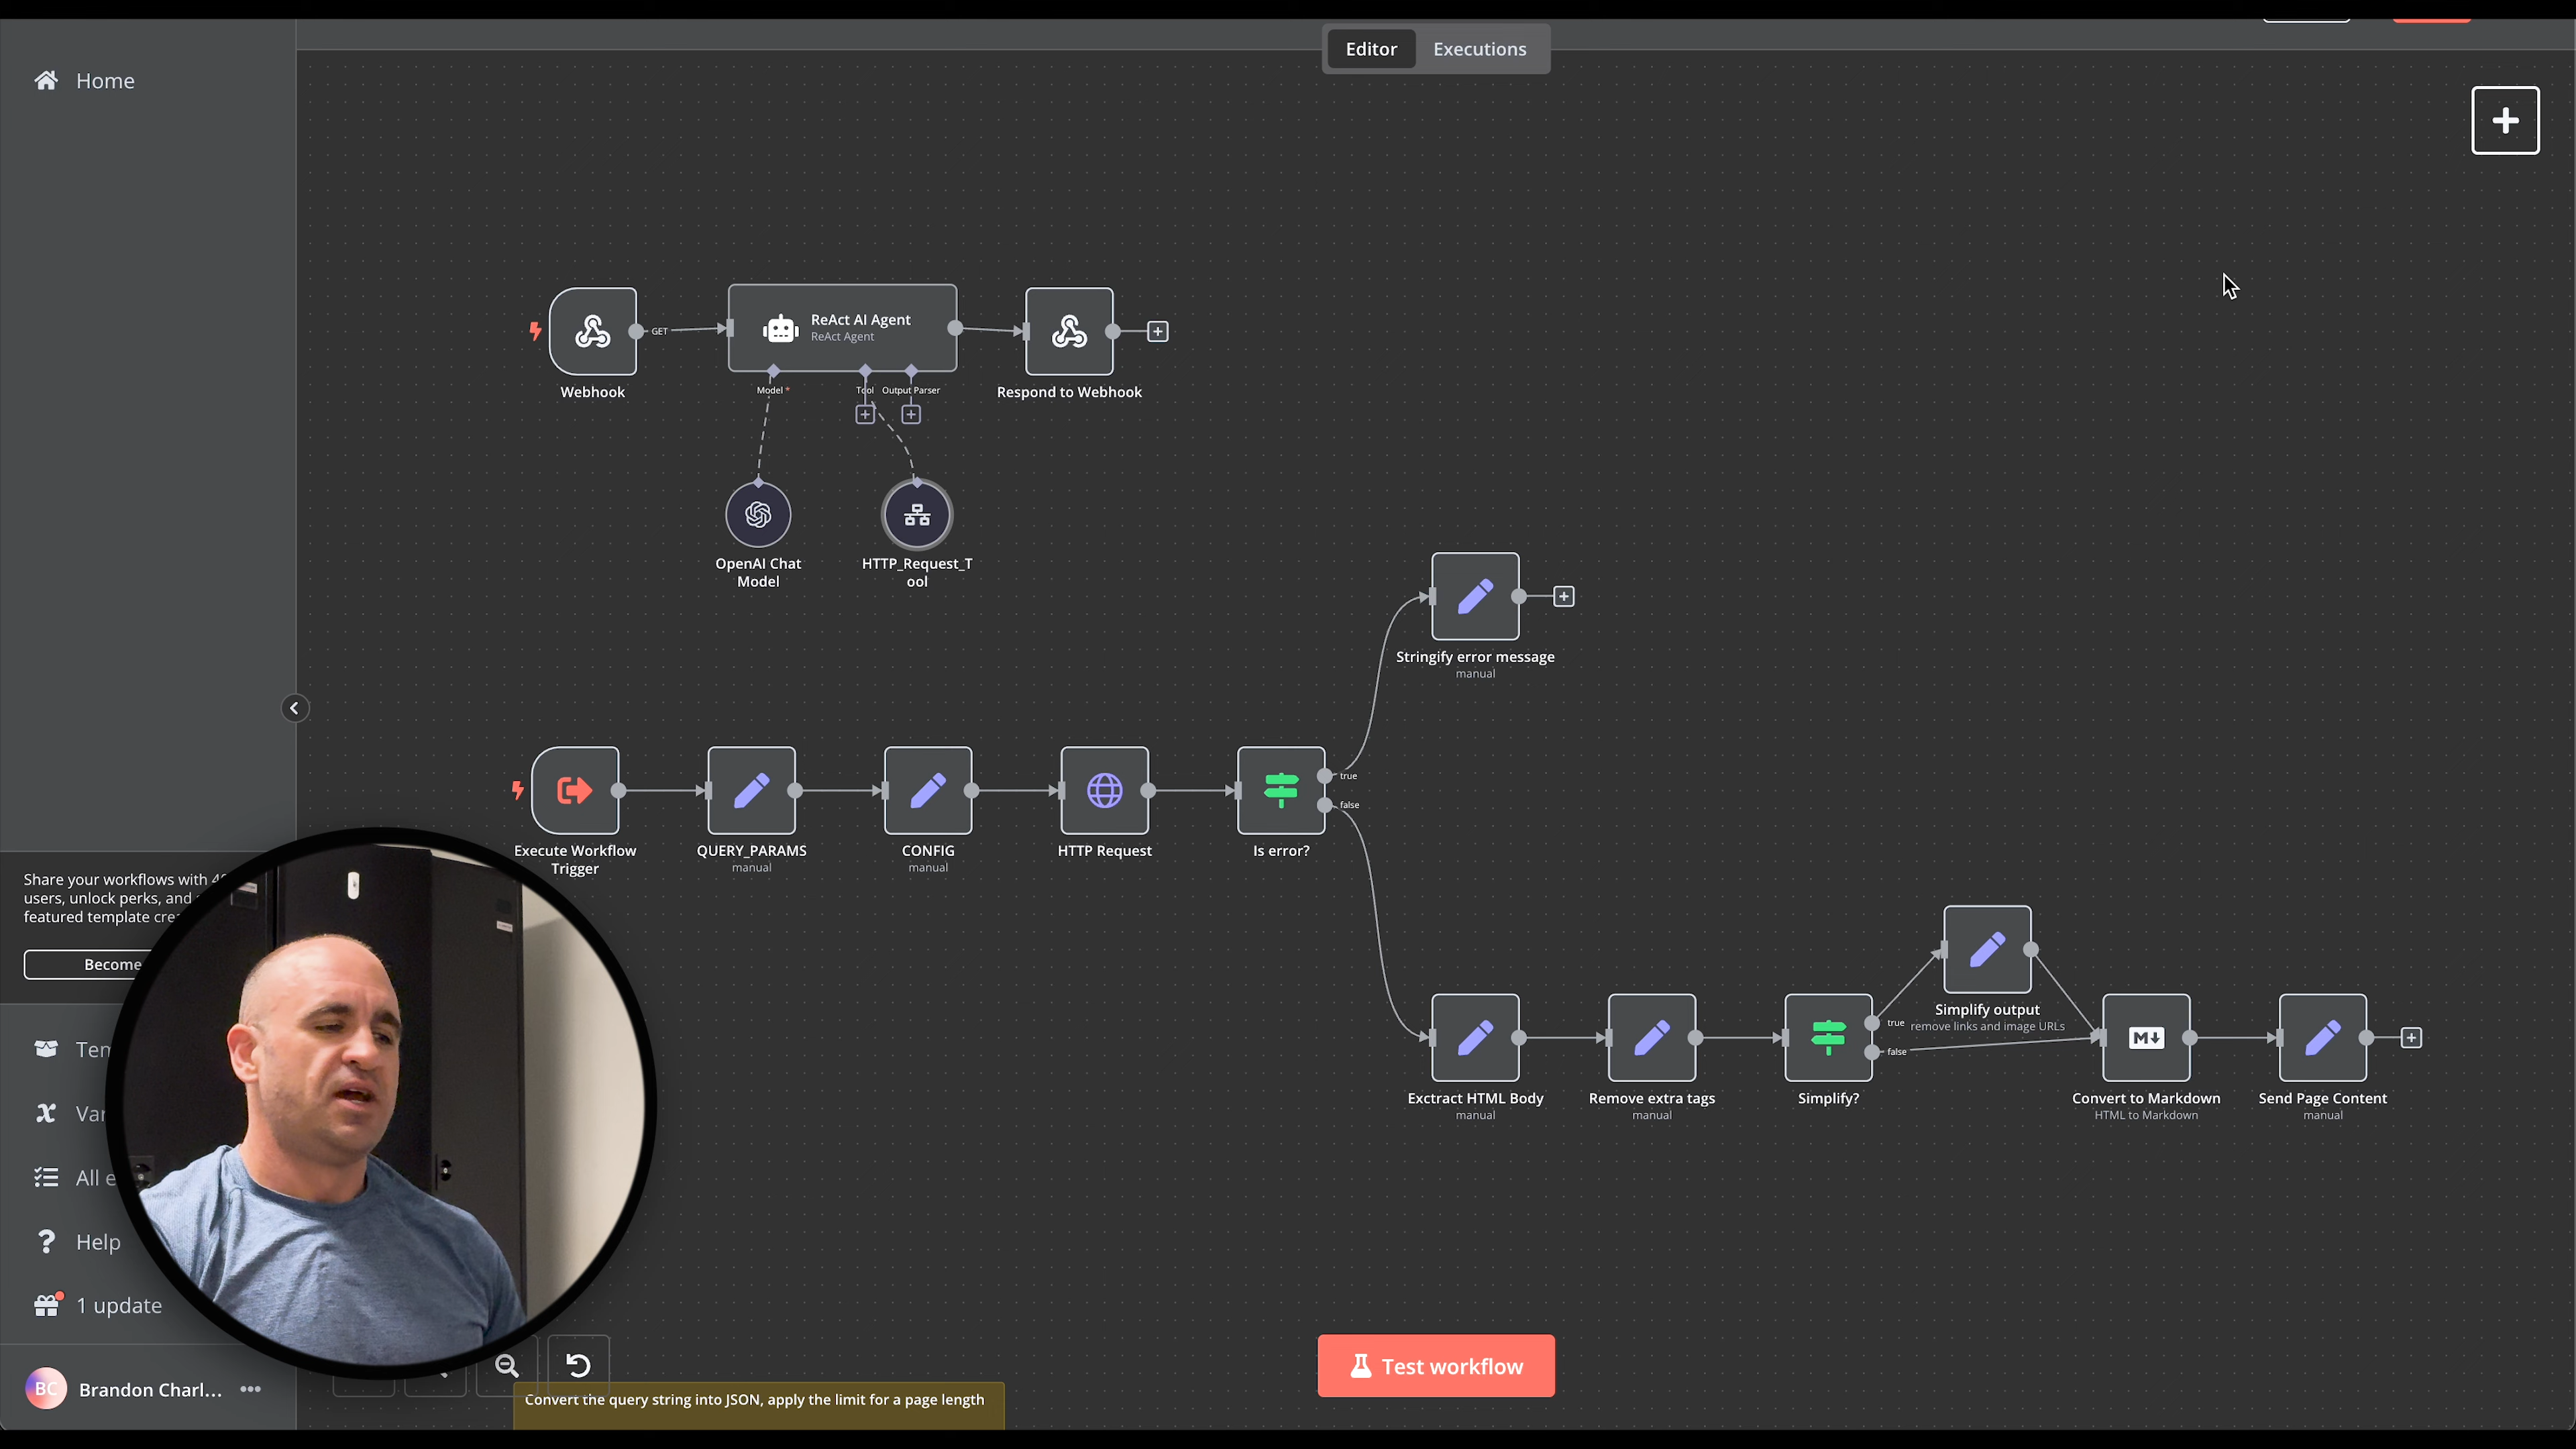 Editor
Executions
Home
GET
ReAct AI Agent
ReAct Agent
Webhook
Model *
Tool
Output Parser
Respond to Webhook
OpenAI Chat
Model
HTTP_Request_T
ool
Stringify error message
manual
true
false
Execute Workflow
Trigger
QUERY_PARAMS
manual
CONFIG
manual
HTTP Request
Is error?
Share your workflows with
users, unlock perks, and
featured template
Become
Simplify output
remove links and image URLs
true
false
M
Exctract HTML Body
manual
Remove extra tags
manual
Simplify?
Convert to Markdown
HTML to Markdown
Send Page Content
manual
All
Help
1 update
BC
Brandon Charl...
Test workflow
Convert the query string into JSON, apply the limit for a page length